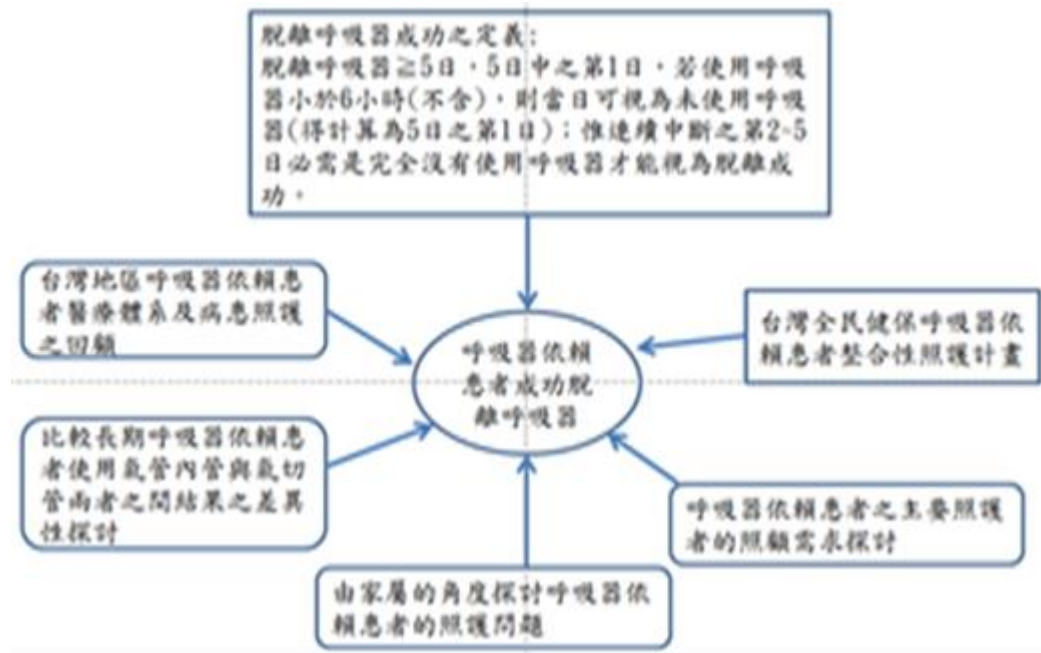 脫離呼吸器成功之定義:
脫離呼吸器≧5日，5日中之第1日，若使用呼吸
器小於6小時(不含)，則當日可視為未使用呼吸
器(得計算為5日之第1日)；惟連續中斷之第2-5
日必需是完全沒有使用呼吸器才能視為脫離成
功。
台灣地區呼吸器依賴患
者醫療體系及病患照護
之回顧
呼吸器依賴
患者成功脫
離呼吸器
台灣全民健保呼吸器依
賴患者整合性照護計畫
比較長期呼吸器依賴患
者使用氣管內管與氣切
管兩者之間結果之差異
性探討
呼吸器依賴患者之主要照護
者的照顧需求探討
由家屬的角度探討呼吸器依
賴患者的照護問題